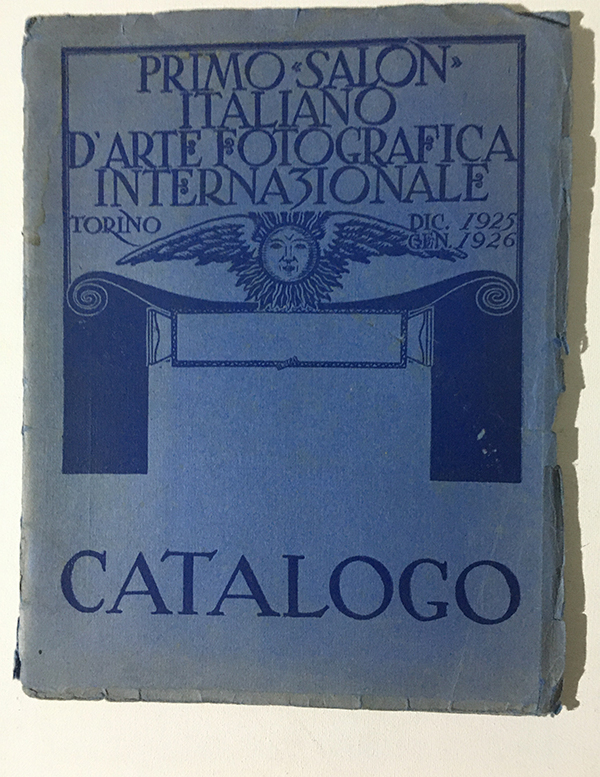 PRIMO «SALON»
ITALIANO
D'ARTE FOTOGRAFICA
INTERNAZIONALE
TORINO DIC. 1925
GEN. 1926
CATALOGO